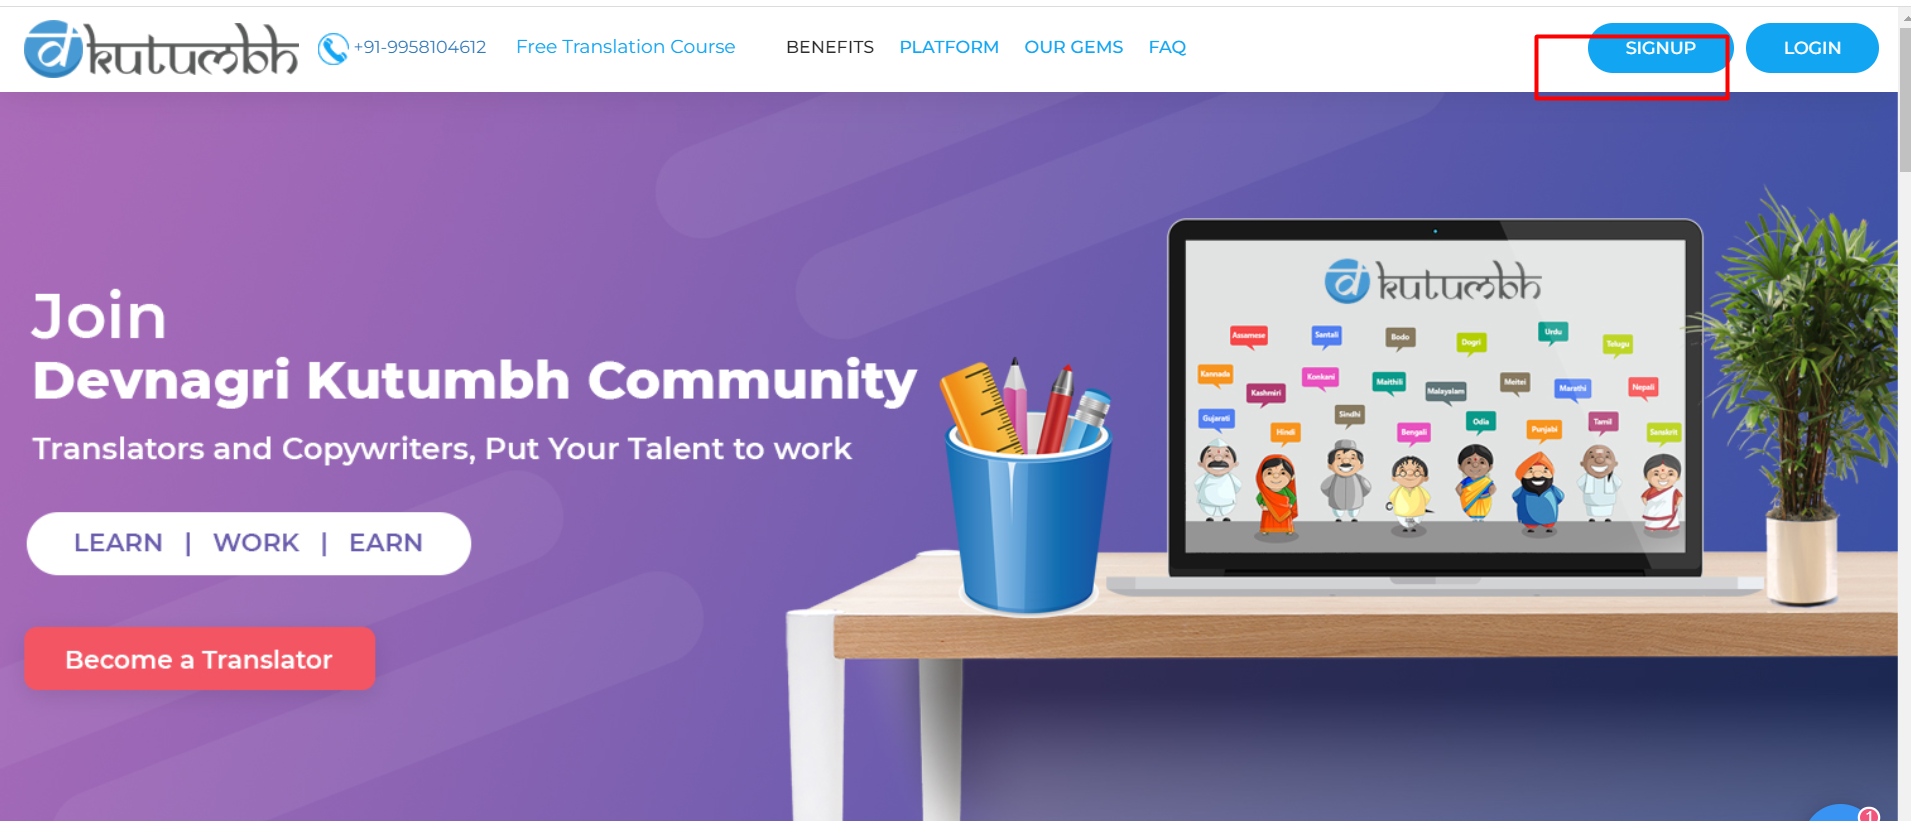 kutumbh +91-9958104612 Free Translation Course BENEFITS PLATFORM OUR GEMS FAQ SIGNUP LOGIN
Join
Devnagri Kutumbh Community
Translators and Copywriters, Put Your Talent to work
LEARN | WORK | EARN
Become a Translator
kutumbh
Assamese Santali Bodo Dogri Urdu Telugu
Kannada Kashmiri Konkani Maithili Malayalam Meitei Marathi Nepali
Gujarati Hindi Sindhi Bengali Odia Punjabi Tamil Sanskrit
1